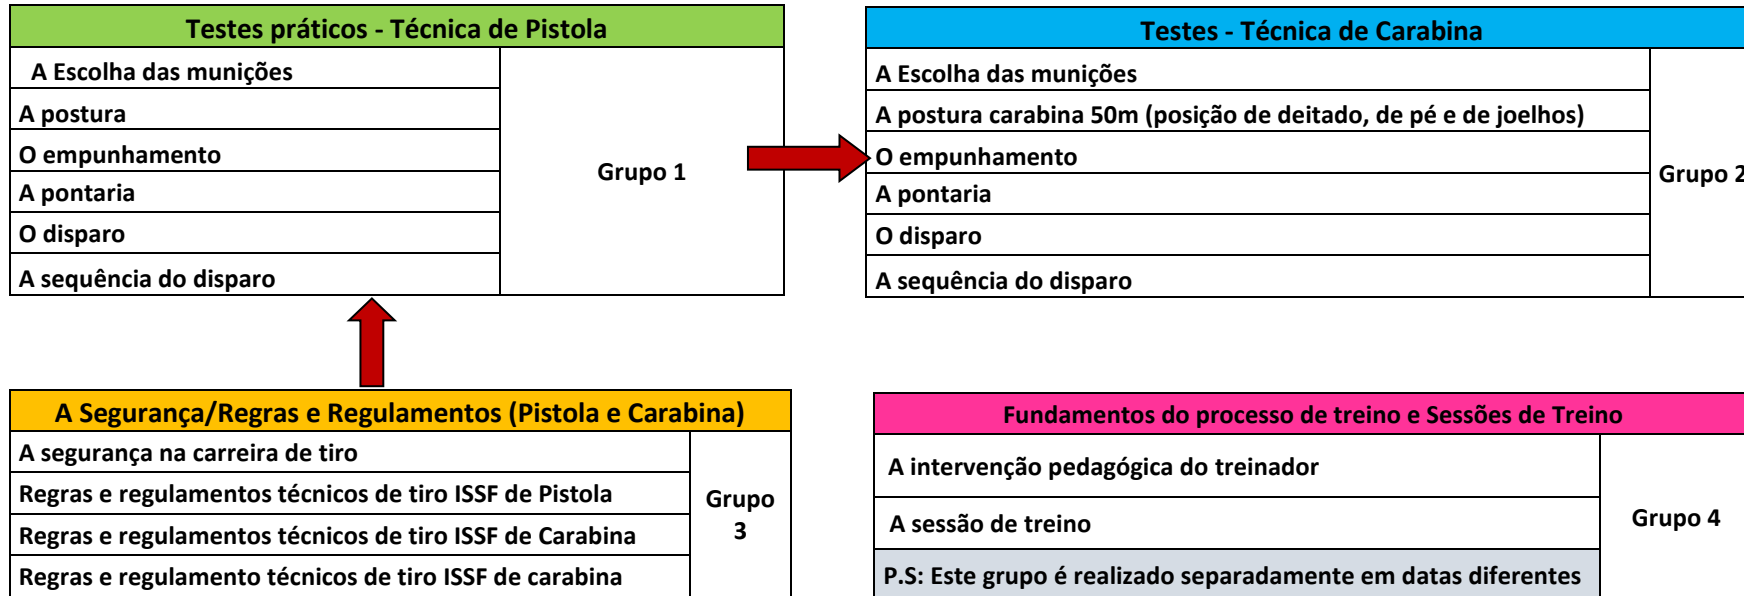 Testes práticos - Técnica de Pistola
A Escolha das munições
A postura
O empunhamento
A pontaria
O disparo
A sequência do disparo
Grupo 1
Testes - Técnica de Carabina
A Escolha das munições
A postura carabina 50m (posição de deitado, de pé e de joelhos)
O empunhamento
A pontaria
O disparo
A sequência do disparo
Grupo 2
A Segurança/Regras e Regulamentos (Pistola e Carabina)
A segurança na carreira de tiro
Regras e regulamentos técnicos de tiro ISSF de Pistola
Regras e regulamentos técnicos de tiro ISSF de Carabina
Regras e regulamento técnicos de tiro ISSF de carabina
Grupo
3
Fundamentos do processo de treino e Sessões de Treino
A intervenção pedagógica do treinador
A sessão de treino
P.S: Este grupo é realizado separadamente em datas diferentes
Grupo 4